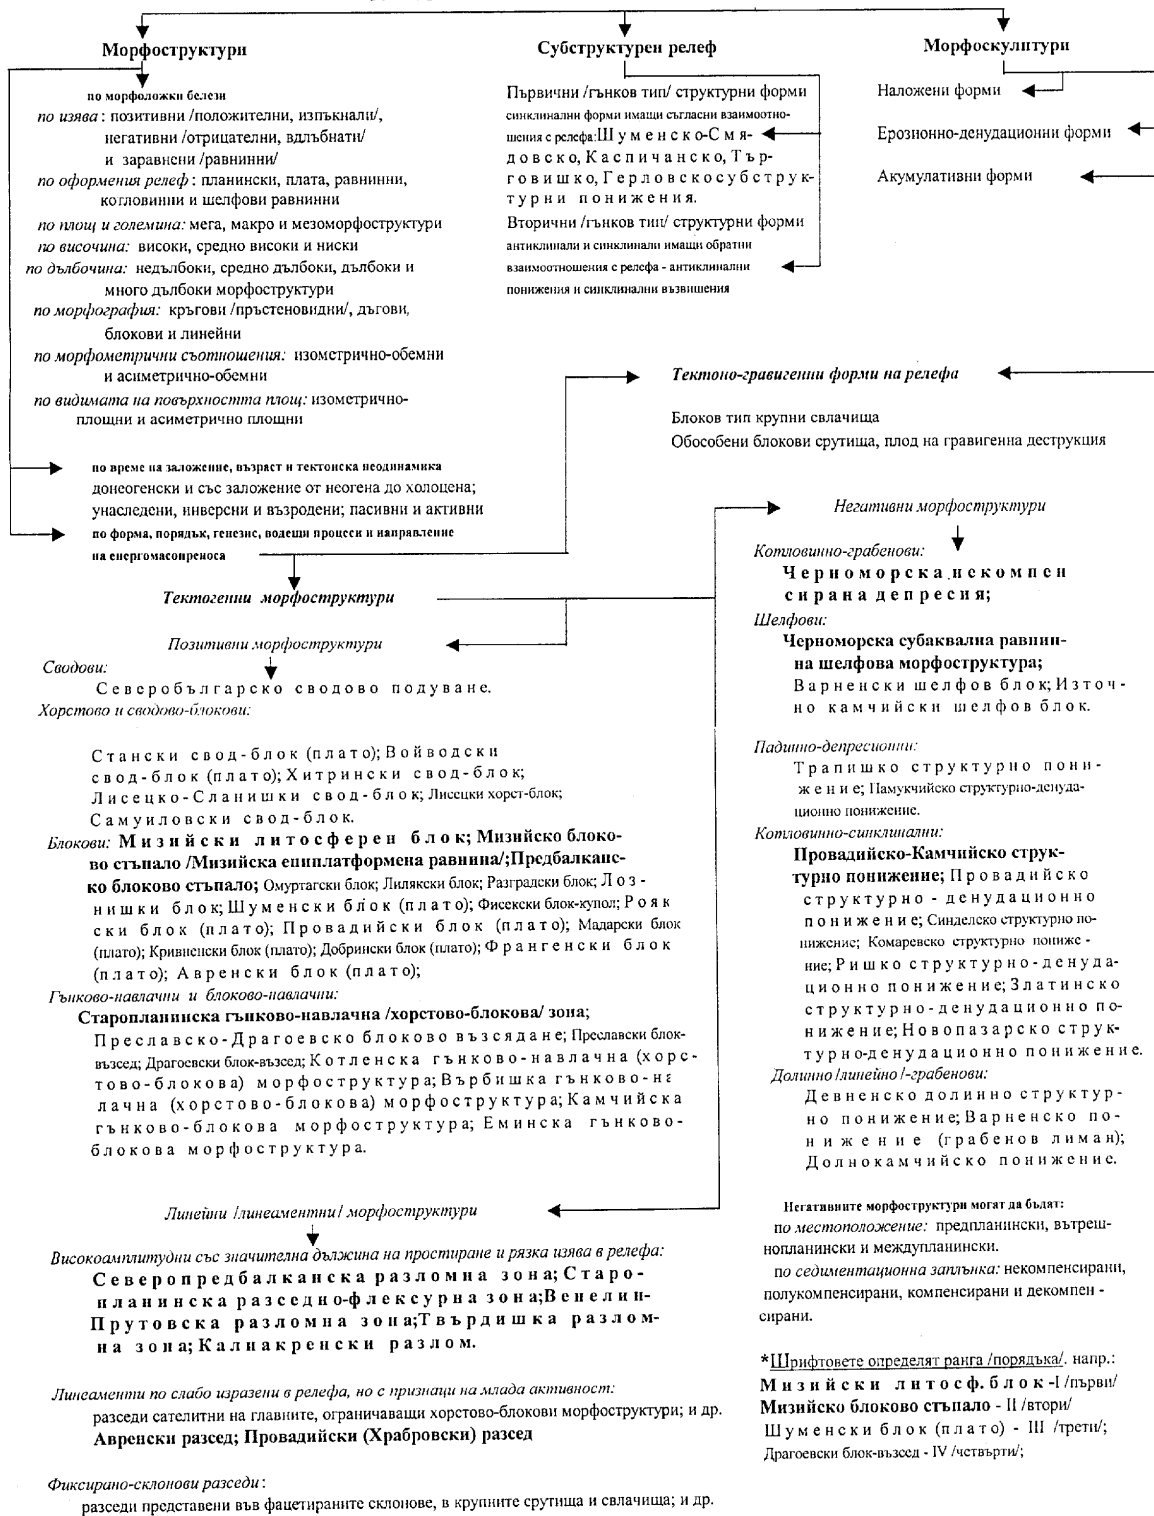 Морфоструктури
по морфоложки белези
по изява : позитивни /положителни, изпъкнали/,
негативни /отрицателни, вдлъбнати/
и заравнени /равнинни/
по оформения релеф : планински, плата, равнинни,
котловинни и шелфови равнинни
по площ и големина: мега, макро и мезоморфоструктури
по височина: високи, средно високи и ниски
по дълбочина: недълбоки, средно дълбоки, дълбоки и
много дълбоки морфоструктури
по морфография: кръгови /пръстеновидни/, дъгови,
блокови и линейни
по морфометрични съотношения: изометрично-обемни
и асиметрично-обемни
по видимата на повърхността площ: изометрично-
площни и асиметрично площни
по време на заложение, възраст и тектонска неодинамика
донеогенски и със заложение от неогена до холоцена;
унаследени, инверсни и възродени; пасивни и активни
по форма, порядък, генезис, водещи процеси и направление
на енергомасопреноса
Субструктурен релеф
Първични /гънков тип/ структурни форми
синклинални форми имащи съгласни взаимоотно-
шения с релефа: Шуменско-Смя-
довско, Каспичанско, Тър-
говишко, Герловско субструк-
турни понижения.
Вторични /гънков тип/ структурни форми
антиклинали и синклинали имащи обратни
взаимоотношения с релефа - антиклинални
понижения и синклинални възвишения
Морфоскулптури
Наложени форми
Ерозионно-денудационни форми
Акумулативни форми
Тектоно-гравигенни форми на релефа
Блоков тип крупни свлачища
Обособени блокови срутища, плод на гравигенна деструкция
Тектогенни морфоструктури
Позитивни морфоструктури
Сводови:
Северобългарско сводово подуване.
Хорстово и сводово-блокови:
Стански свод-блок (плато); Войводски
свод-блок (плато); Хитрински свод-блок;
Лисецко-Сланишки свод-блок; Лисецки хорст-блок;
Самуиловски свод-блок.
Блокови: Мизийски литосферен блок; Мизийско блоко-
во стъпало /Мизийска епиплатформена равнина/;Предбалканс-
ко блоково стъпало; Омуртагски блок; Лилякски блок; Разградски блок; Лоз-
нишки блок; Шуменски блок (плато); Фисекски блок-купол; Рояк
ски блок (плато); Провадийски блок (плато); Мадарски блок
(плато); Кривненски блок (плато); Добрински блок (плато); Франгенски блок
(плато); Авренски блок (плато);
Гънково-навлачни и блоково-навлачни:
Старопланинска гънково-навлачна /хорстово-блокова/ зона;
Преславско-Драгоевско блоково възсядане; Преславски блок-
възсед; Драгоевски блок-възсед; Котленска гънково-навлачна (хорс-
тово-блокова) морфоструктура; Върбишка гънково-на
лачна (хорстово-блокова) морфоструктура; Камчийска
гънково-блокова морфоструктура; Еминска гънково-
блокова морфоструктура.
Линейни /линеаментни/ морфоструктури
Високоамплитудни със значителна дължина на простиране и рязка изява в релефа:
Северопредбалканска разломна зона; Старо-
планинска разседно-флексурна зона;Венелин-
Прутовска разломна зона;Твърдишка разлом-
на зона; Калиакренски разлом.
Линеаменти по слабо изразени в релефа, но с признаци на млада активност:
разседи сателитни на главните, ограничаващи хорстово-блокови морфоструктури; и др.
Авренски разсед; Провадийски (Храбровски) разсед
Фиксирано-склонови разседи :
разседи представени във фацетираните склонове, в крупните срутища и свлачища; и др.
Негативни морфоструктури
Котловинно-грабенови:
Черноморска некомпен
сирана депресия;
Шелфови:
Черноморска субаквална равнин-
на шелфова морфоструктура;
Варненски шелфов блок; Източ-
но камчийски шелфов блок.
Падинно-депресионни:
Трапишко структурно пони-
жение; Памукчийско структурно-денуда-
ционно понижение.
Котловинно-синклинални:
Провадийско-Камчийско струк-
турно понижение; Провадийско
структурно - денудационно
понижение; Синделско структурно по-
нижение; Комаревско структурно пониже -
ние; Ришко структурно-денуда-
ционно понижение; Златинско
структурно - денудационно по-
нижение; Новопазарско струк-
турно-денудационно понижение.
Долинно /линейно/-грабенови:
Девненско долинно структур-
но понижение; Варненско по-
нижение (грабенов лиман);
Долнокамчийско понижение.
Негативните морфоструктури могат да бъдат:
по местоположение: предпланински, вътреш-
нопланински и междупланински.
по седиментационна запълнка: некомпенсирани,
полукомпенсирани, компенсирани и декомпен -
сирани.
*Шрифтовете определят ранга /порядъка/. напр.:
Мизийски литосф. блок -I /първи/
Мизийско блоково стъпало - II /втори/
Шуменски блок (плато) - III /трети/;
Драгоевски блок-възсед - IV /четвърти/;